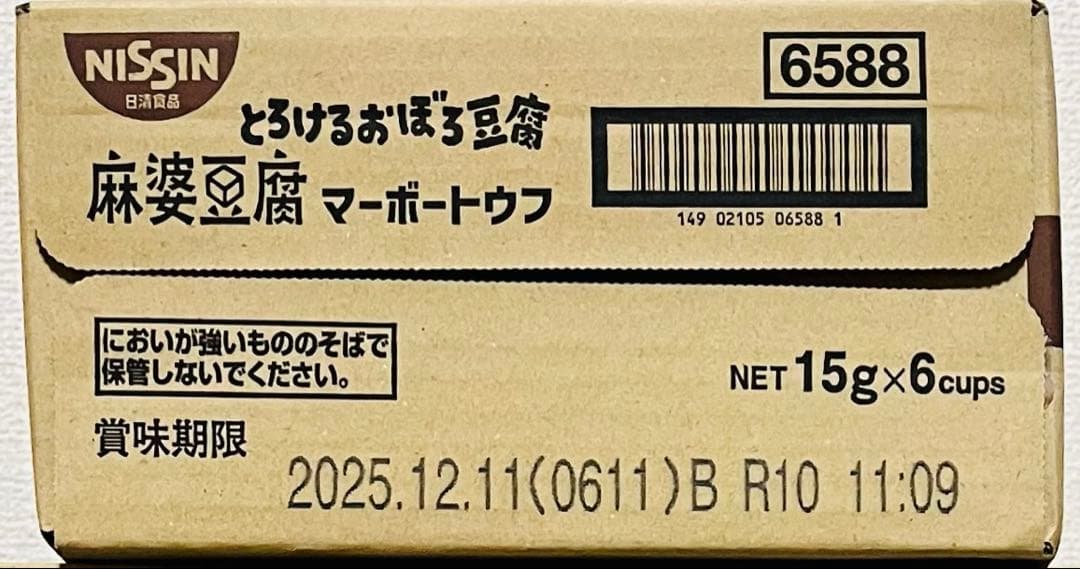 NISSIN
日清食品
6588
とろけるおぼろ豆腐
麻婆豆腐 マーボートウフ
149 02105 06588 1
においが強いもののそばで
保管しないでください。
NET 15g×6cups
賞味期限
2025.12.11(0611)B R10 11:09